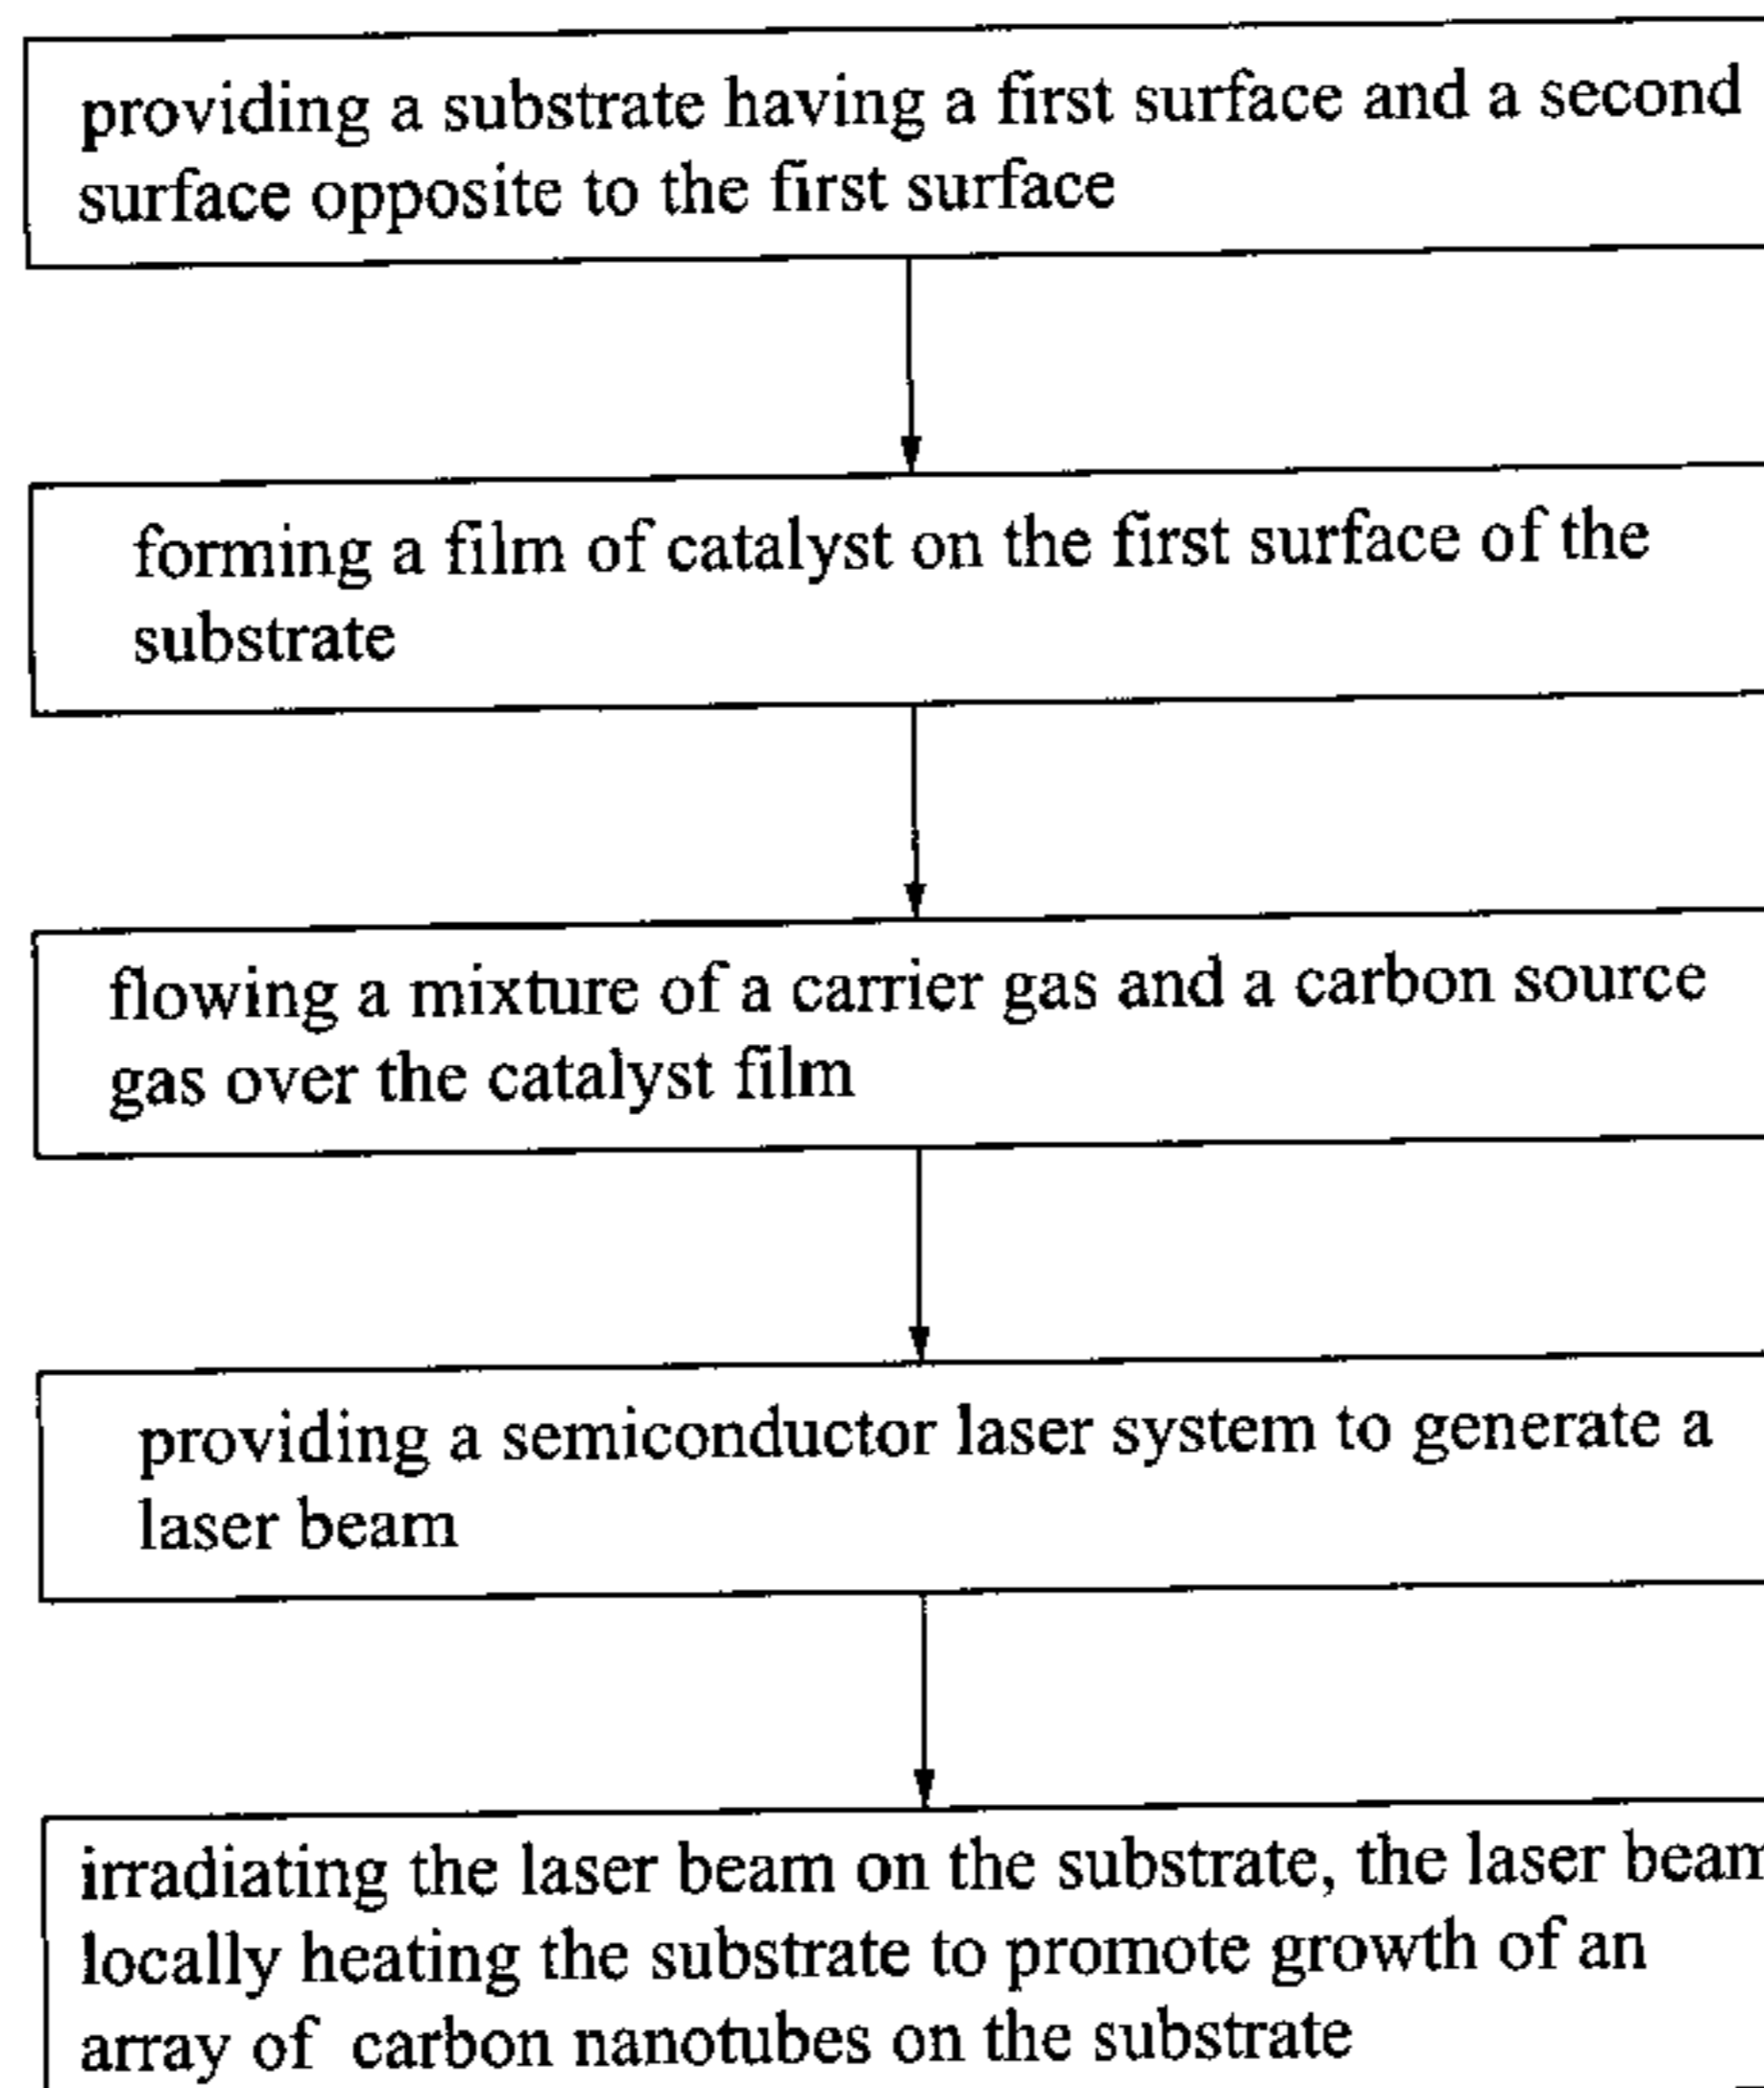 providing a substrate having a first surface and a second
surface opposite to the first surface
forming a film of catalyst on the first surface of the
substrate
flowing a mixture of a carrier gas and a carbon source
gas over the catalyst film
providing a semiconductor laser system to generate a
laser beam
irradiating the laser beam on the substrate, the laser beam
locally heating the substrate to promote growth of an
array of carbon nanotubes on the substrate